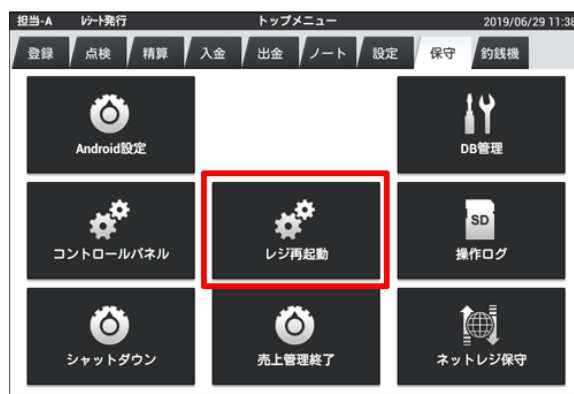 担当-A ﾚｼｰﾄ発行 トップメニュー 2019/06/29 11:38
登録 点検 精算 入金 出金 ノート 設定 保守 釣銭機
Android設定 DB管理
SD
コントロールパネル レジ再起動 操作ログ
シャットダウン 売上管理終了 ネットレジ保守